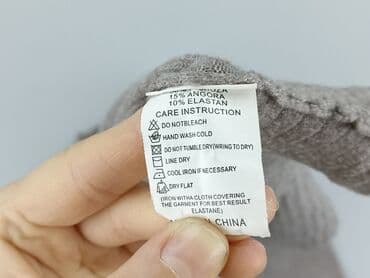 15% ANGORA
10% ELASTAN
CARE INSTRUCTION
DO NOTBLEACH
HAND WASH COLD
DO NOT TUMBLE DRY(WRING TO DRY)
LINE DRY
COOL IRON IF NECESSARY
DRY FLAT
(IRON WITHA CLOTH COVERING
THE GARMENT FOR BEST RESULT
ELASTANE)
CHINA